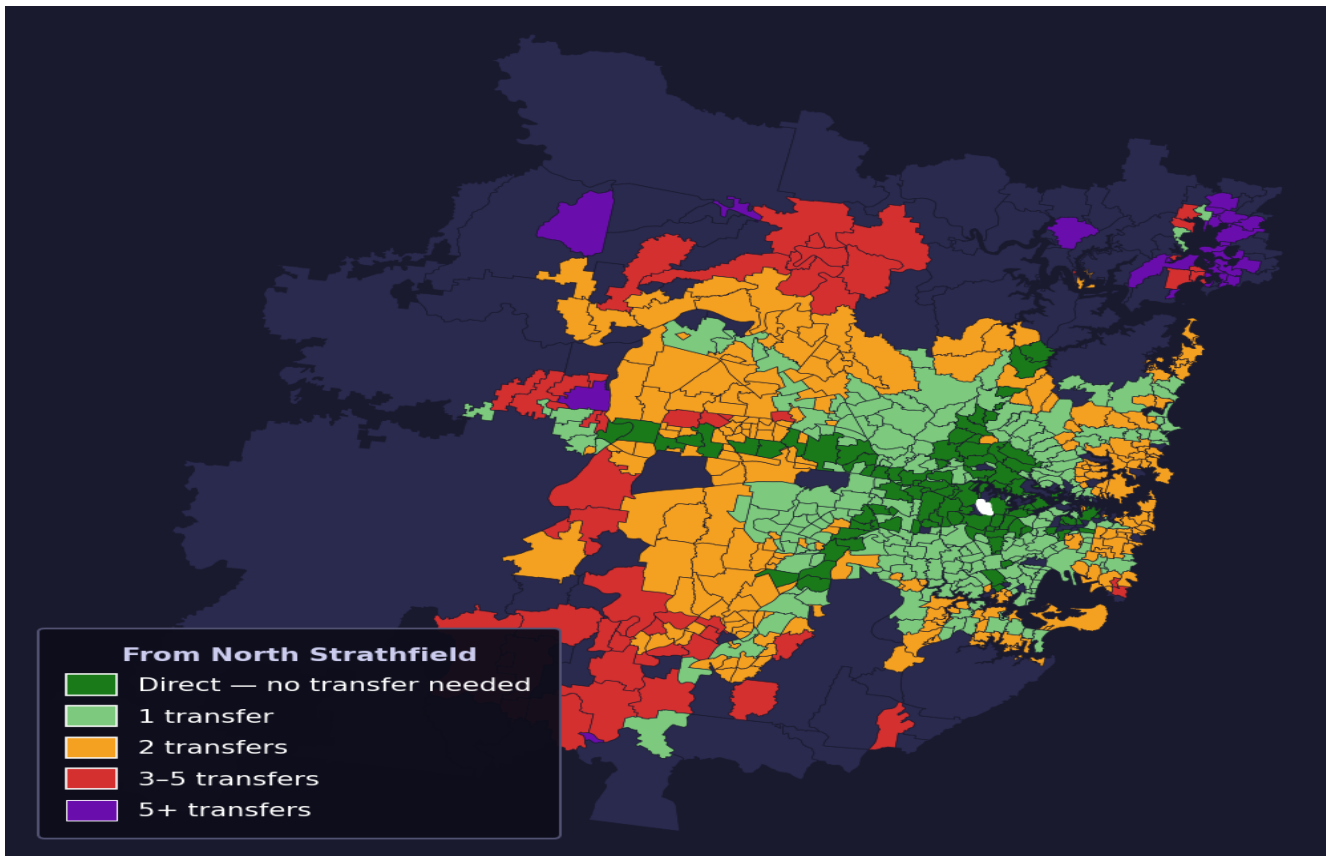 From North Strathfield
Direct — no transfer needed
1 transfer
2 transfers
3–5 transfers
5+ transfers